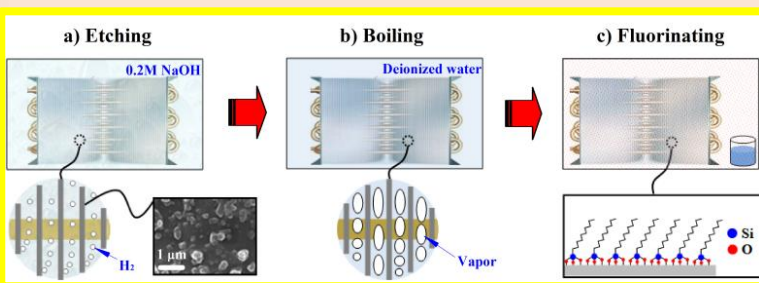 a) Etching
b) Boiling
c) Fluorinating
0.2M NaOH
Deionized water
H₂
1 μm
Vapor
Si
O